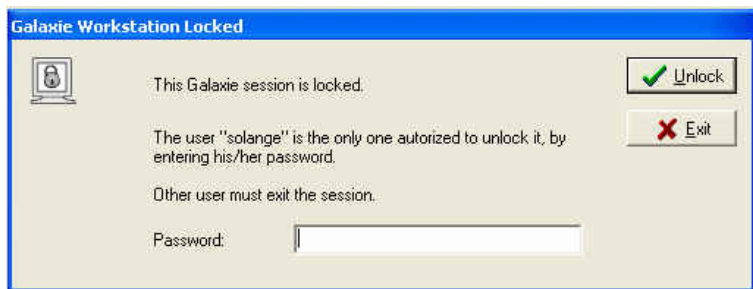 Galaxie Workstation Locked
This Galaxie session is locked.
Unlock
The user "solange" is the only one autorized to unlock it, by
entering his/her password.
Exit
Other user must exit the session.
Password: